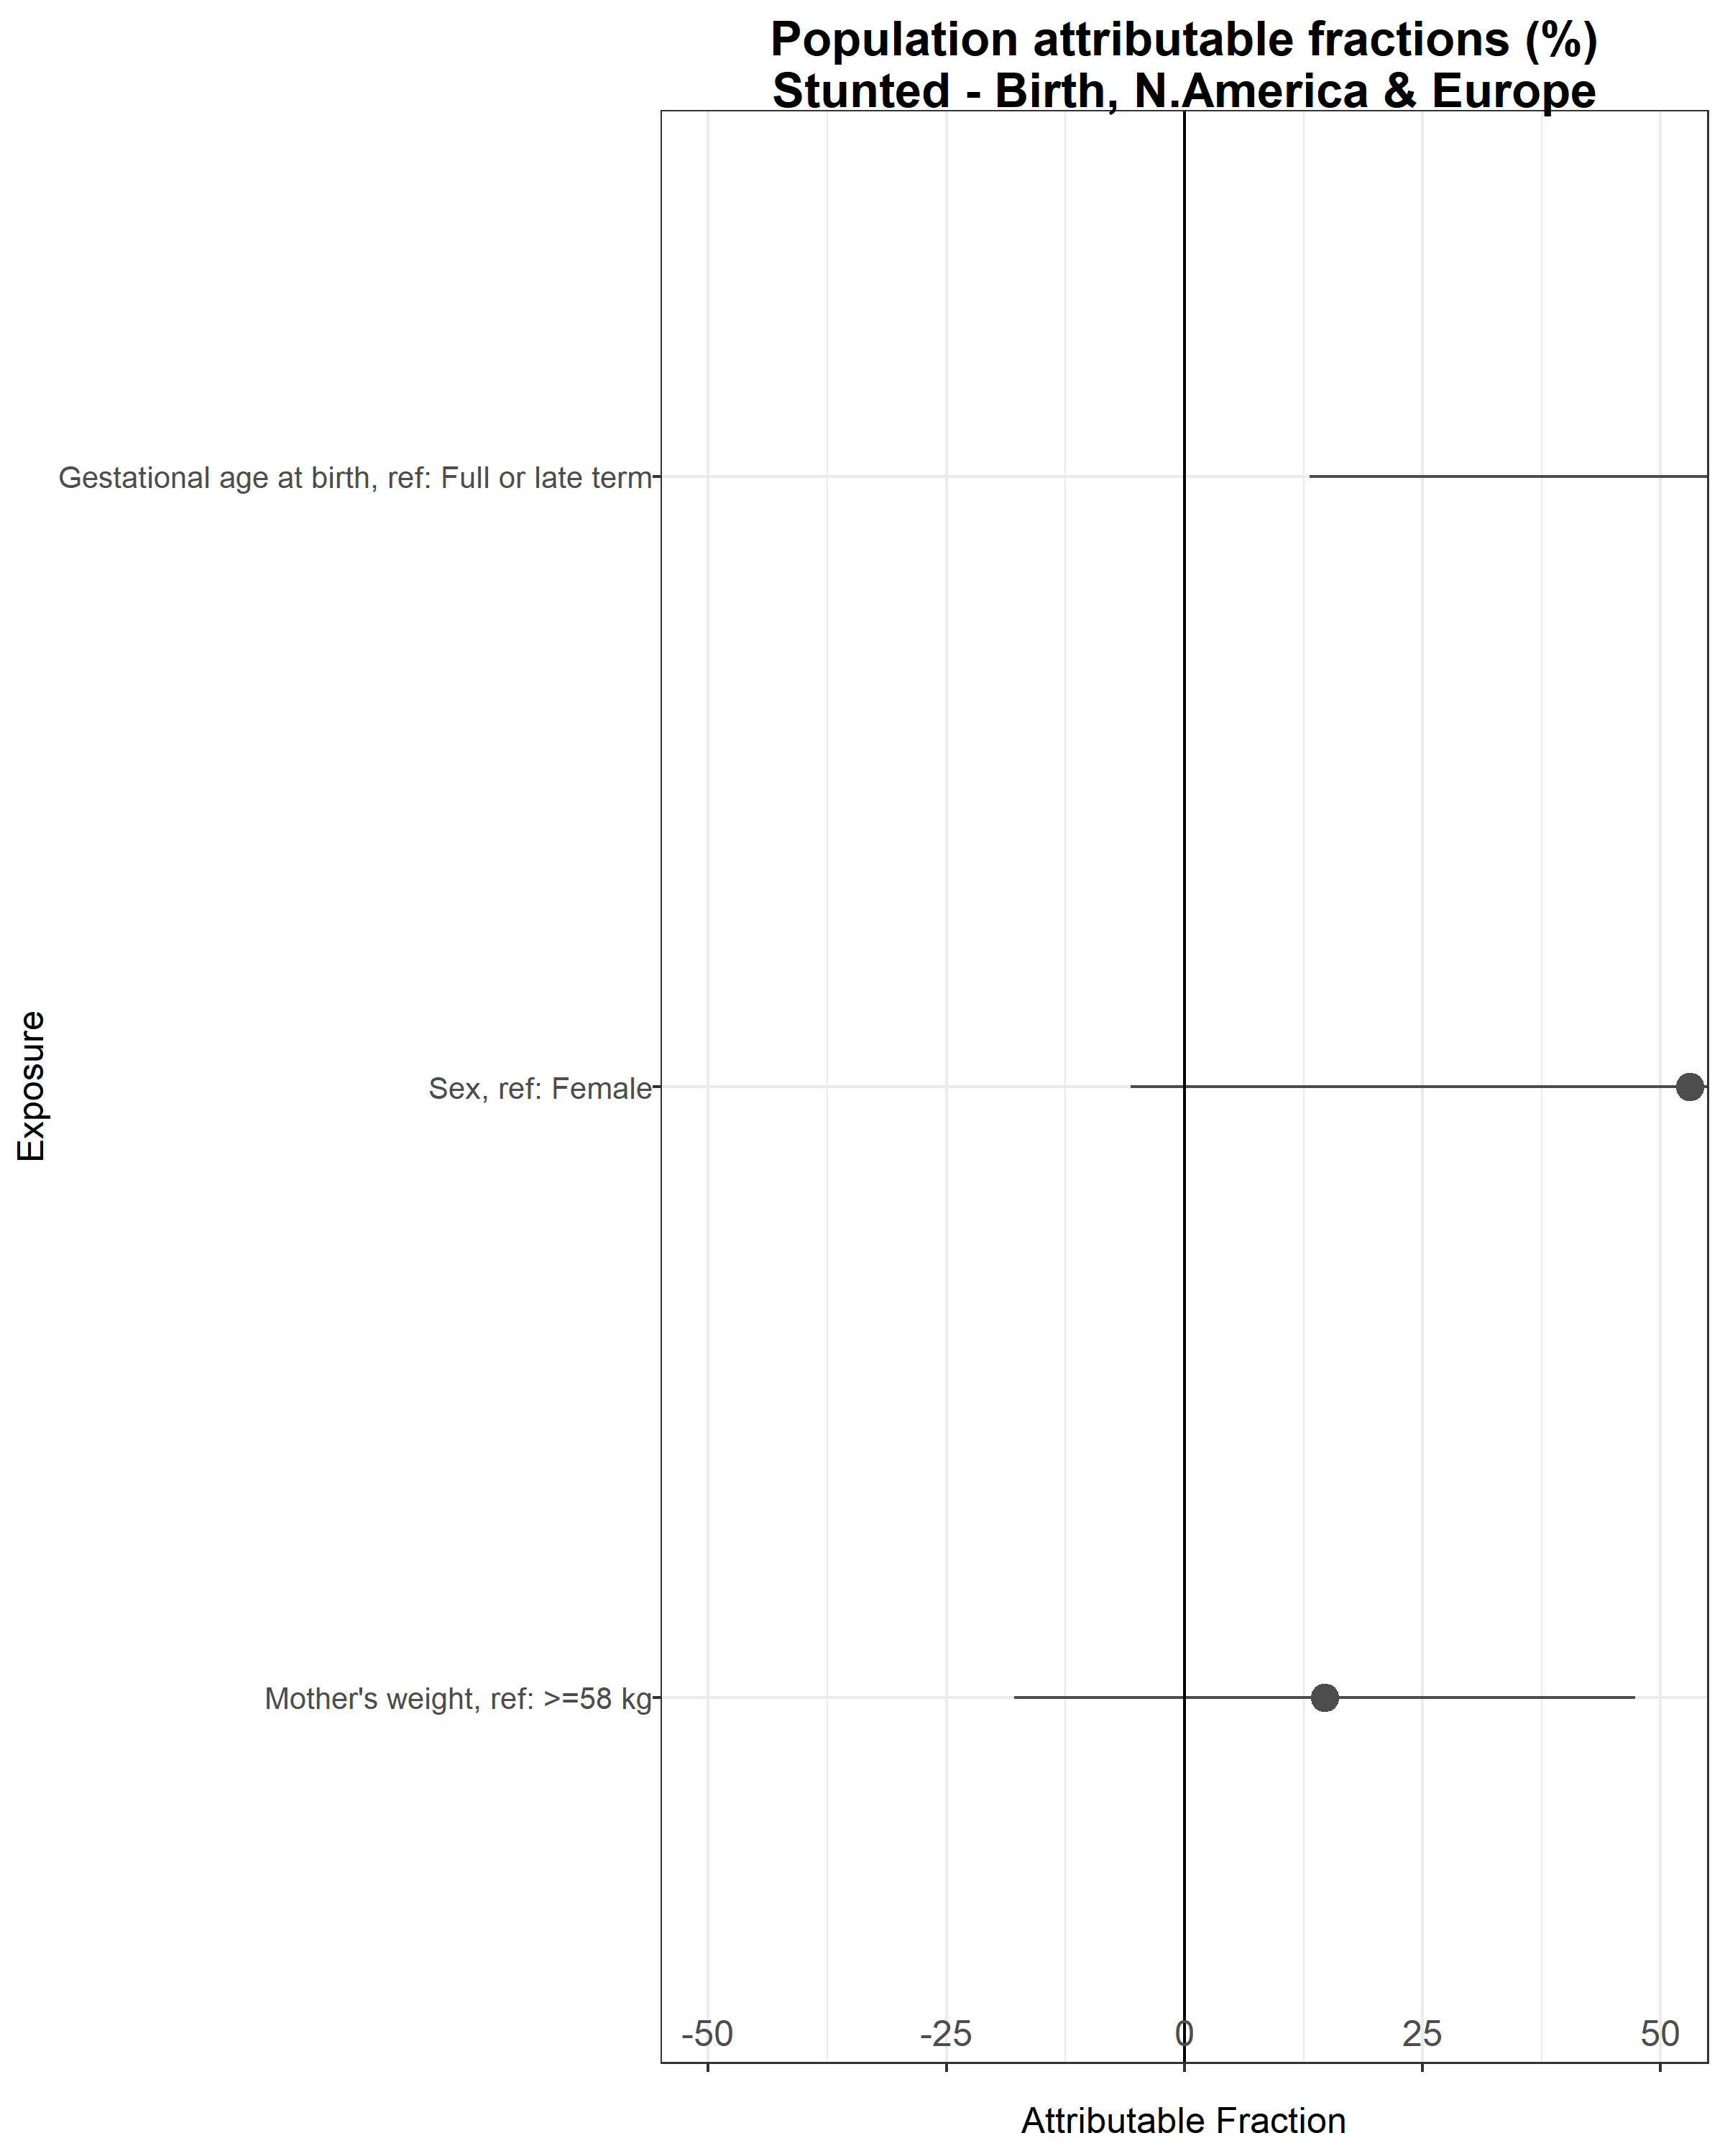 Population attributable fractions (%)
Stunted - Birth, N.America & Europe
Gestational age at birth, ref: Full or late term
Sex, ref: Female
Mother's weight, ref: >=58 kg
Exposure
-50 -25 0 25 50
Attributable Fraction